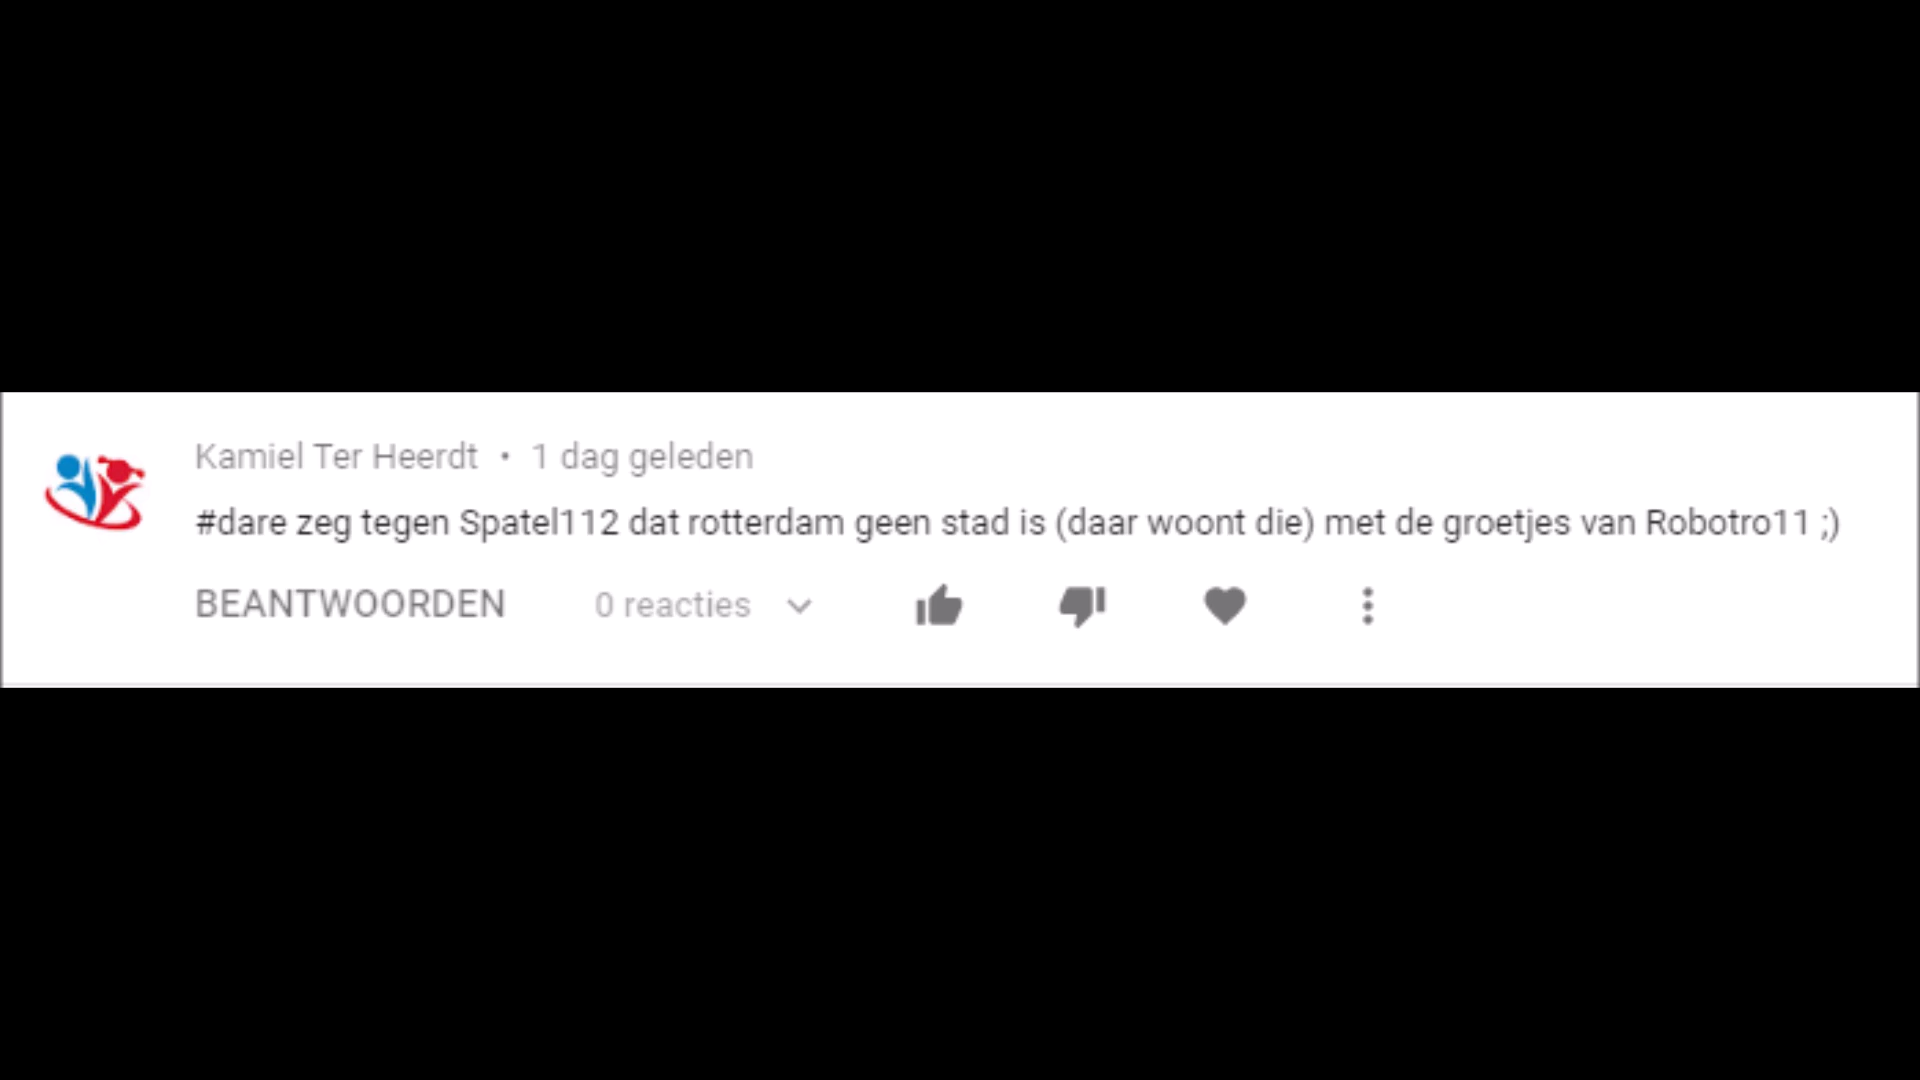 Kamiel Ter Heerdt • 1 dag geleden
#dare zeg tegen Spatel112 dat rotterdam geen stad is (daar woont die) met de groetjes van Robotro11 ;)
BEANTWOORDEN 0 reacties